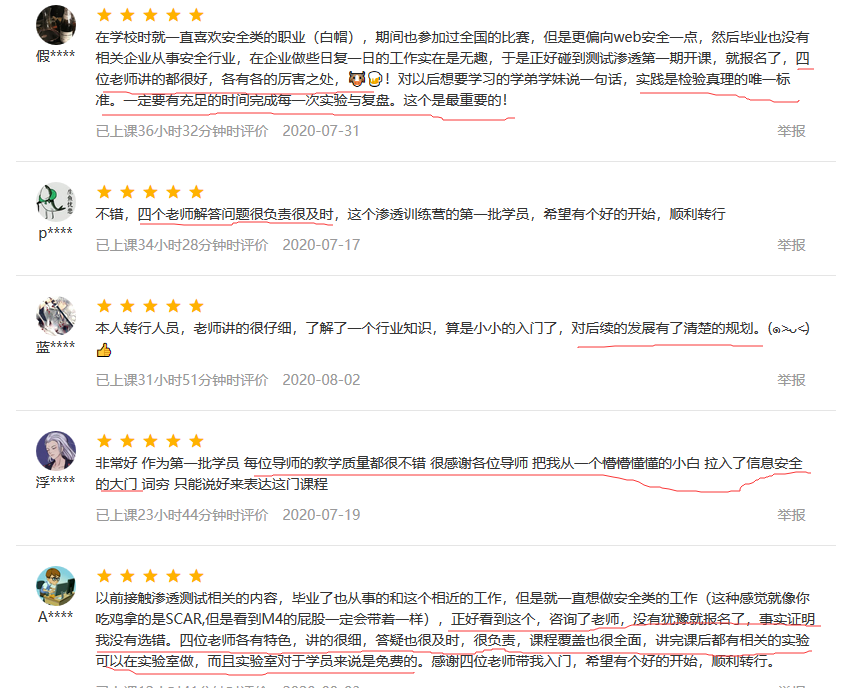 在学校时就一直喜欢安全类的职业（白帽），期间也参加过全国的比赛，但是更偏向web安全一点，然后毕业也没有
假****
相关企业从事安全行业，在企业做些日复一日的工作实在是无趣，于是正好碰到测试渗透第一期开课，就报名了，四
位老师讲的都很好，各有各的厉害之处，🐯🍺！对以后想要学习的学弟学妹说一句话，实践是检验真理的唯一标
准。一定要有充足的时间完成每一次实验与复盘。这个是最重要的！
已上课36小时32分钟时评价 2020-07-31 举报
不错，四个老师解答问题很负责很及时，这个渗透训练营的第一批学员，希望有个好的开始，顺利转行
p****
已上课34小时28分钟时评价 2020-07-17 举报
本人转行人员，老师讲的很仔细，了解了一个行业知识，算是小小的入门了，对后续的发展有了清楚的规划。(๑>ᴗ<)
蓝****
👍
已上课31小时51分钟时评价 2020-08-02 举报
非常好 作为第一批学员 每位导师的教学质量都很不错 很感谢各位导师 把我从一个懵懵懂懂的小白 拉入了信息安全
浮****
的大门 词穷 只能说好来表达这门课程
已上课23小时44分钟时评价 2020-07-19 举报
以前接触渗透测试相关的内容，毕业了也从事的和这个相近的工作，但是就一直想做安全类的工作（这种感觉就像你
A****
吃鸡拿的是SCAR,但是看到M4的屁股一定会带着一样），正好看到这个，咨询了老师，没有犹豫就报名了，事实证明
我没有选错。四位老师各有特色，讲的很细，答疑也很及时，很负责，课程覆盖也很全面，讲完课后都有相关的实验
可以在实验室做，而且实验室对于学员来说是免费的。感谢四位老师带我入门，希望有个好的开始，顺利转行。